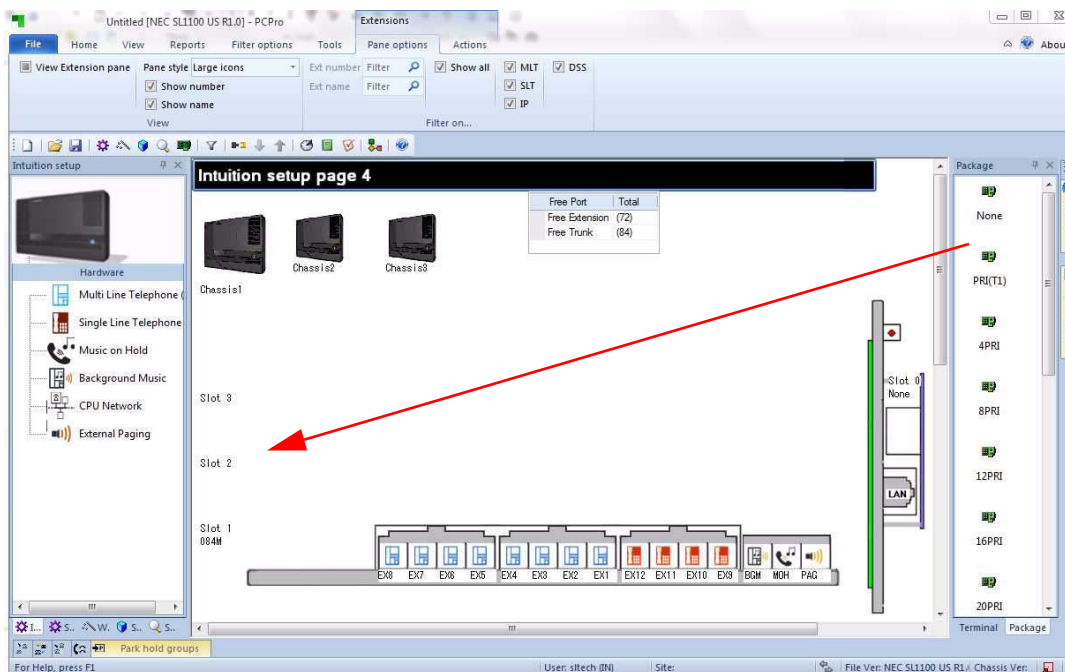 Untitled [NEC SL1100 US R1.0] - PCPro
Extensions
File Home View Reports Filter options Tools Pane options Actions
View Extension pane Pane style Large icons Ext number Filter Show all MLT DSS
Show number Ext name Filter SLT
Show name IP
View Filter on...
Intuition setup
Package
Intuition setup page 4
Free Port Total
Free Extension (72)
Free Trunk (84)
None
Hardware
Chassis2 Chassis3
Chassis1
PRI(T1)
Multi Line Telephone (
Single Line Telephone
Music on Hold
Background Music
CPU Network
External Paging
4PRI
Slot 0
None
8PRI
Slot 3
Slot 2
12PRI
LAN
Slot 1
084M
16PRI
EX8 EX7 EX6 EX5 EX4 EX3 EX2 EX1 EX12 EX11 EX10 EX9 BGM MOH PAG
20PRI
I... S.. W. S.. S..
Terminal Package
Park hold groups
For Help, press F1 User: sltech (IN) Site: File Ver: NEC SL1100 US R1. Chassis Ver: